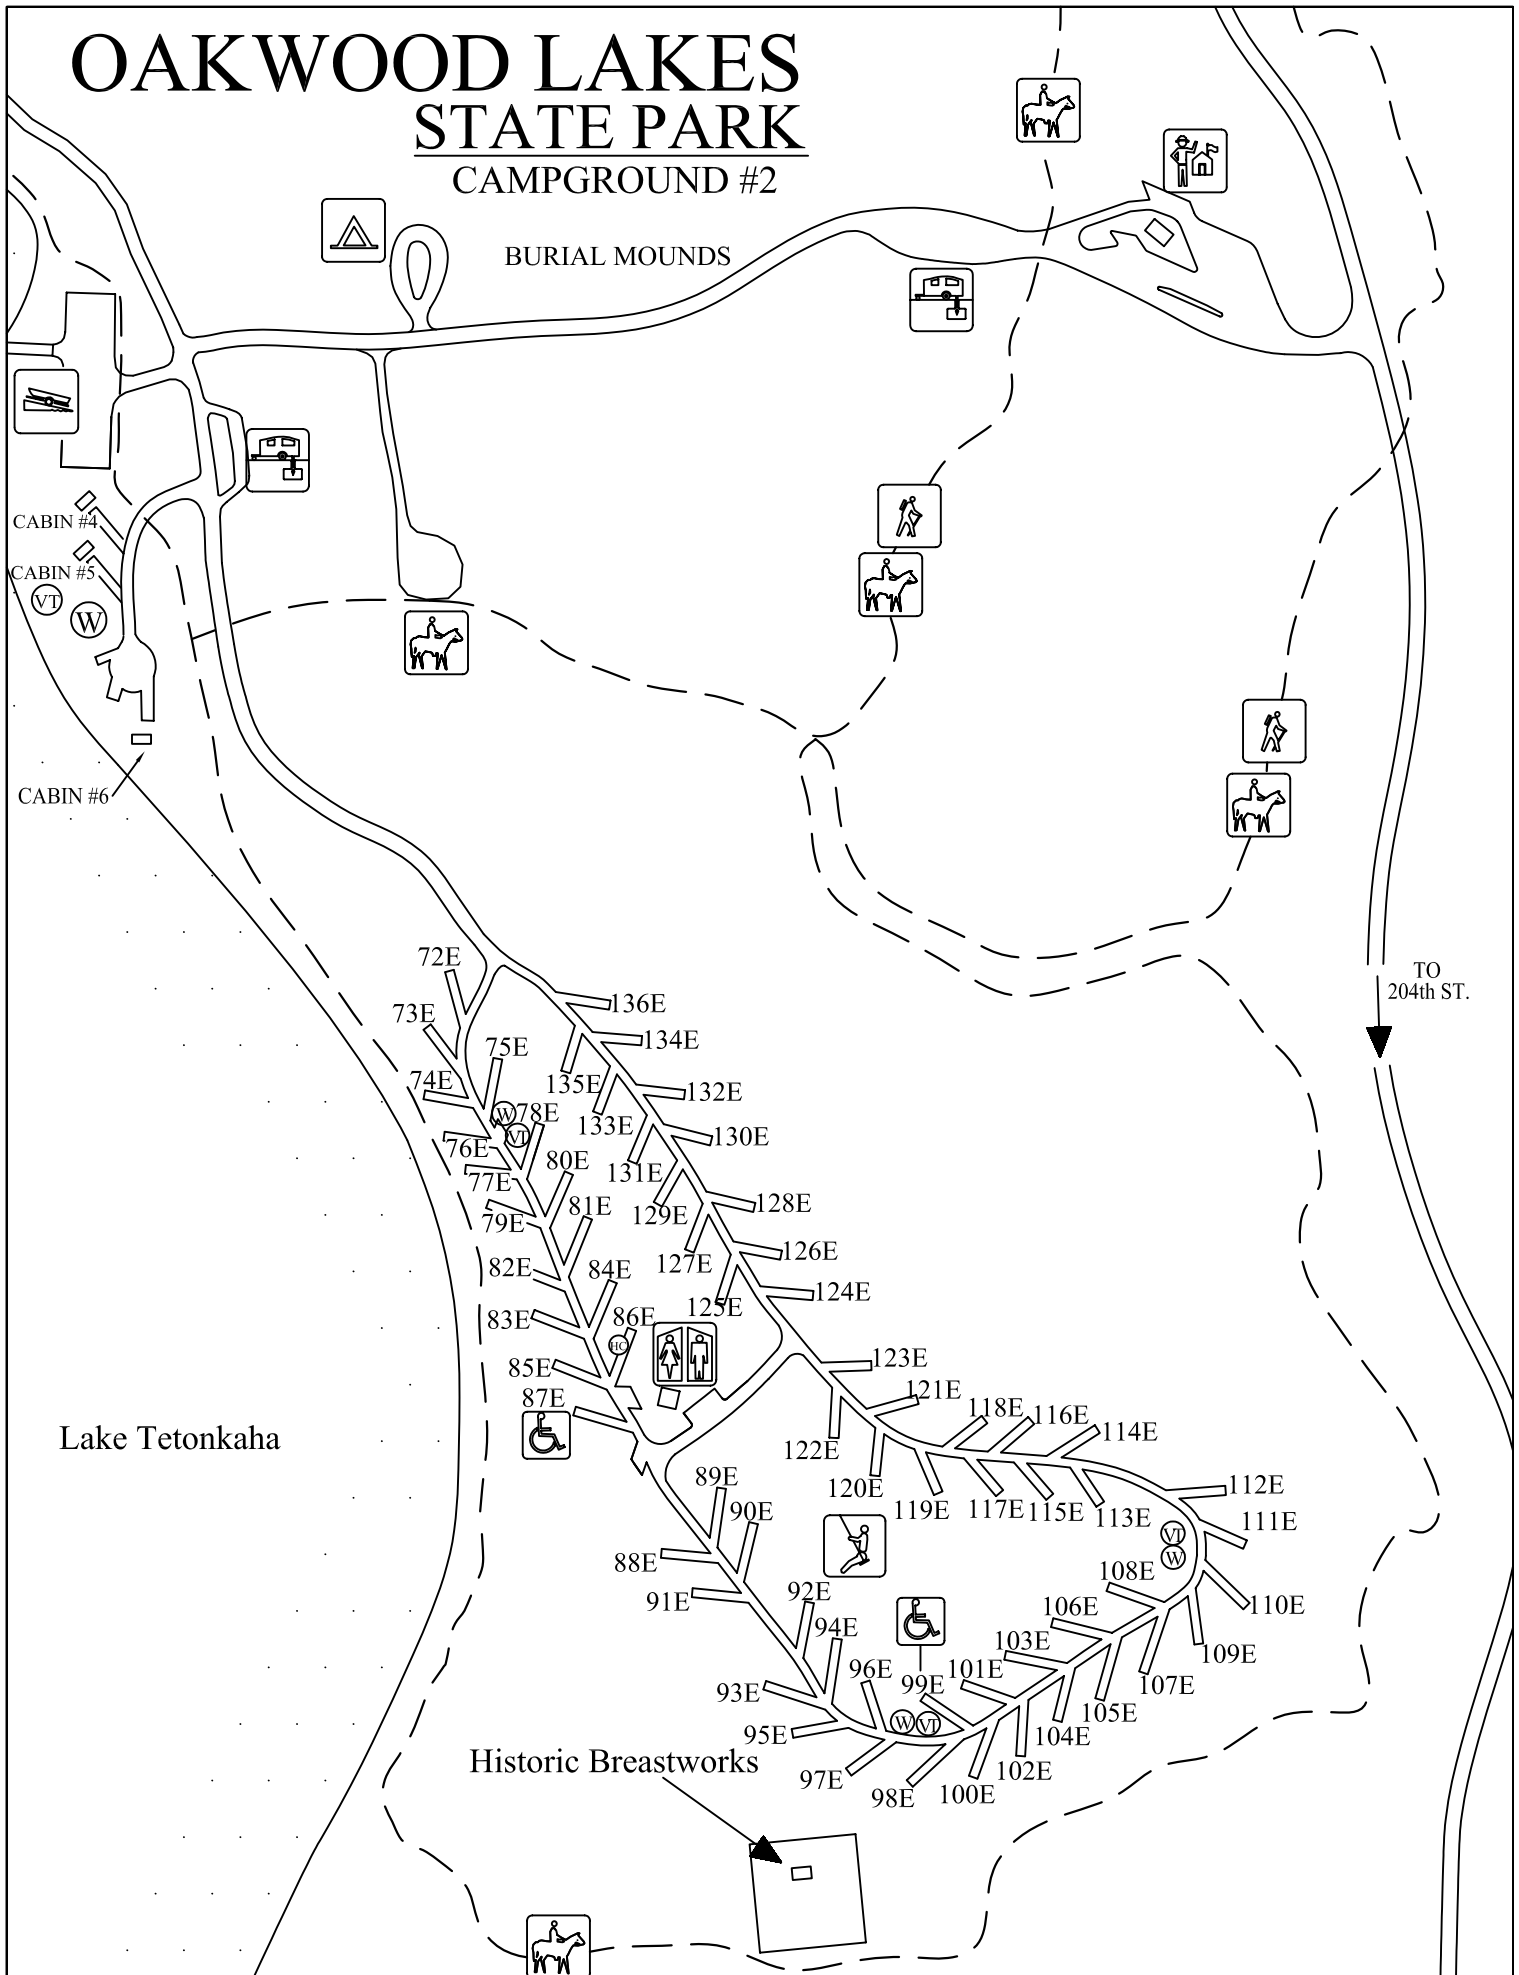 OAKWOOD LAKES
STATE PARK
CAMPGROUND #2
BURIAL MOUNDS
CABIN #4
CABIN #5
VT
W
CABIN #6
TO
204th ST.
72E
73E
74E
75E
W
VT
76E
77E
78E
79E
80E
81E
82E
83E
84E
85E
86E
HC
87E
136E
135E
134E
133E
132E
131E
130E
129E
128E
127E
126E
125E
124E
123E
122E
121E
120E
119E
118E
117E
116E
115E
114E
113E
112E
111E
VT
W
110E
109E
108E
107E
106E
105E
104E
103E
102E
101E
100E
99E
98E
W
VT
97E
96E
95E
94E
93E
92E
91E
90E
89E
88E
Lake Tetonkaha
Historic Breastworks